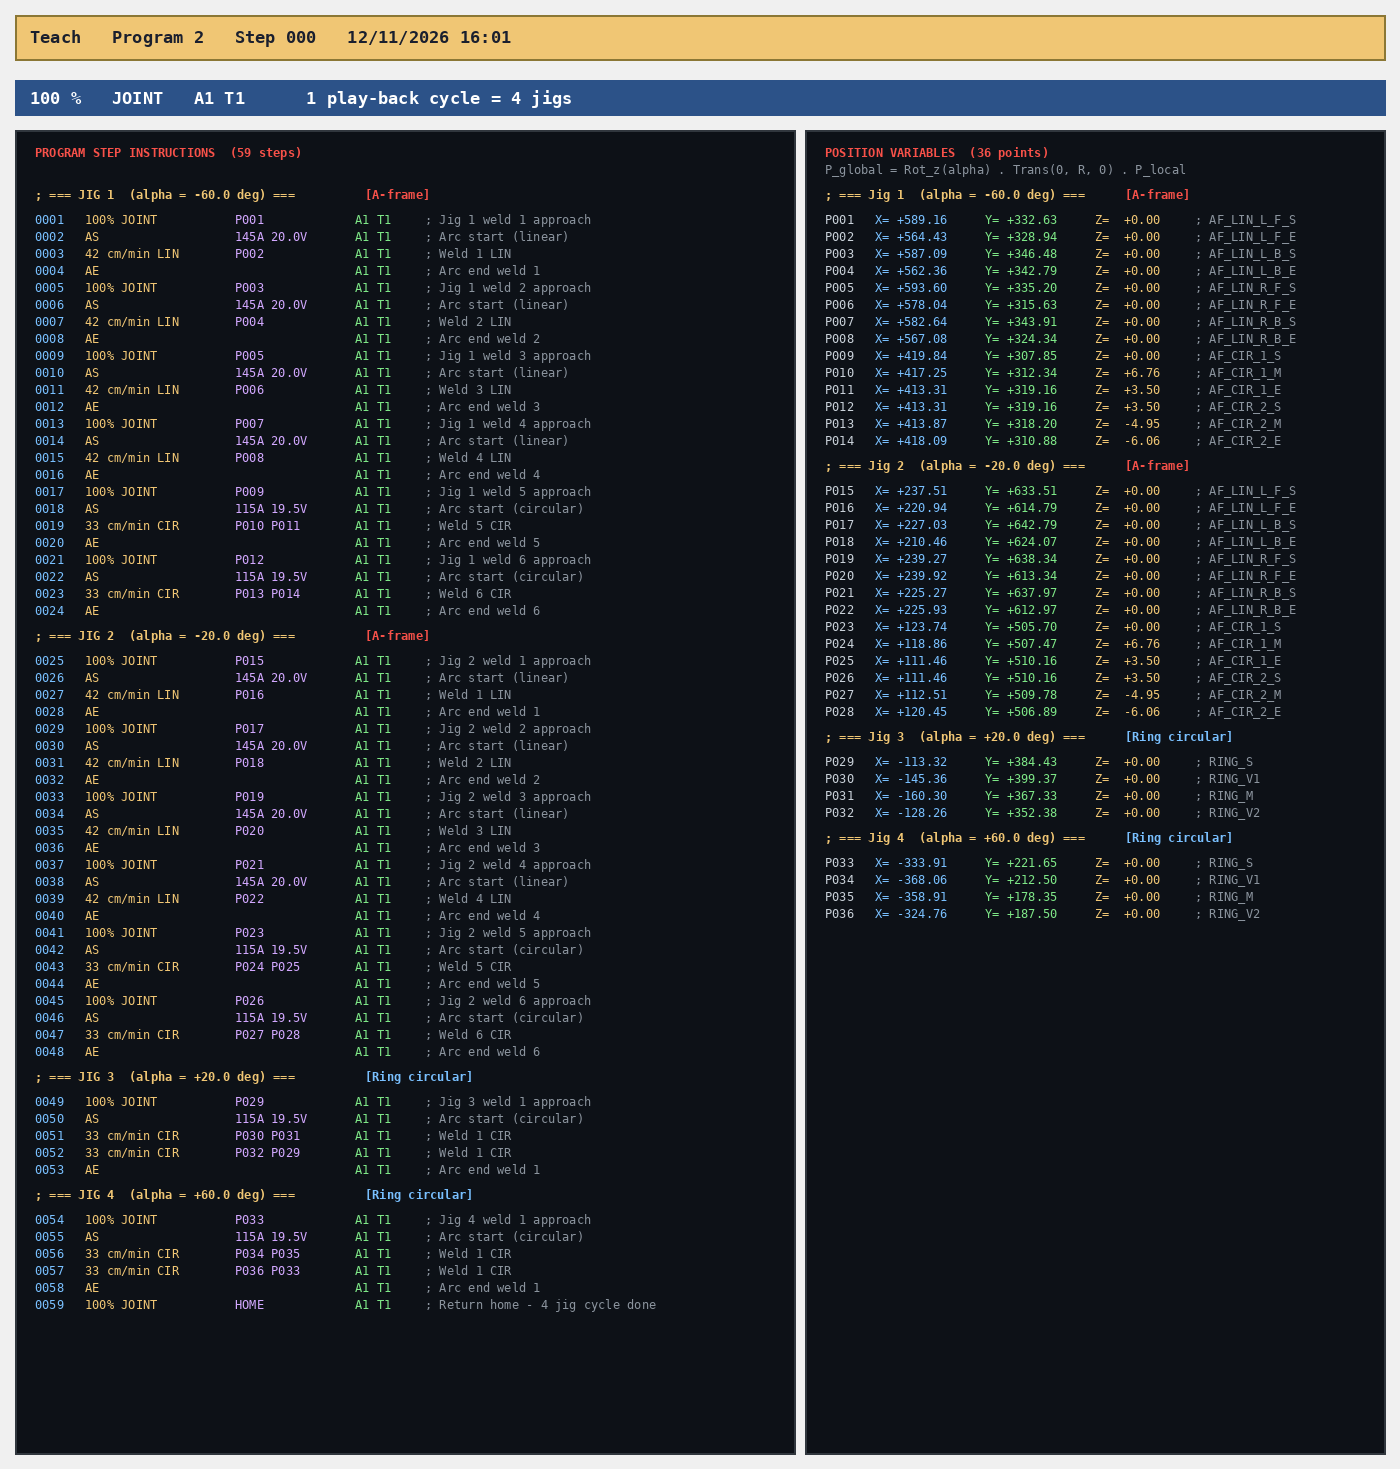 Teach   Program 2   Step 000   12/11/2026 16:01
100 %   JOINT   A1 T1      1 play-back cycle = 4 jigs
PROGRAM STEP INSTRUCTIONS  (59 steps)
; === JIG 1  (alpha = -60.0 deg) ===   [A-frame]
0001 100% JOINT P001 A1 T1 ; Jig 1 weld 1 approach
0002 AS 145A 20.0V A1 T1 ; Arc start (linear)
0003 42 cm/min LIN P002 A1 T1 ; Weld 1 LIN
0004 AE A1 T1 ; Arc end weld 1
0005 100% JOINT P003 A1 T1 ; Jig 1 weld 2 approach
0006 AS 145A 20.0V A1 T1 ; Arc start (linear)
0007 42 cm/min LIN P004 A1 T1 ; Weld 2 LIN
0008 AE A1 T1 ; Arc end weld 2
0009 100% JOINT P005 A1 T1 ; Jig 1 weld 3 approach
0010 AS 145A 20.0V A1 T1 ; Arc start (linear)
0011 42 cm/min LIN P006 A1 T1 ; Weld 3 LIN
0012 AE A1 T1 ; Arc end weld 3
0013 100% JOINT P007 A1 T1 ; Jig 1 weld 4 approach
0014 AS 145A 20.0V A1 T1 ; Arc start (linear)
0015 42 cm/min LIN P008 A1 T1 ; Weld 4 LIN
0016 AE A1 T1 ; Arc end weld 4
0017 100% JOINT P009 A1 T1 ; Jig 1 weld 5 approach
0018 AS 115A 19.5V A1 T1 ; Arc start (circular)
0019 33 cm/min CIR P010 P011 A1 T1 ; Weld 5 CIR
0020 AE A1 T1 ; Arc end weld 5
0021 100% JOINT P012 A1 T1 ; Jig 1 weld 6 approach
0022 AS 115A 19.5V A1 T1 ; Arc start (circular)
0023 33 cm/min CIR P013 P014 A1 T1 ; Weld 6 CIR
0024 AE A1 T1 ; Arc end weld 6
; === JIG 2  (alpha = -20.0 deg) ===   [A-frame]
0025 100% JOINT P015 A1 T1 ; Jig 2 weld 1 approach
0026 AS 145A 20.0V A1 T1 ; Arc start (linear)
0027 42 cm/min LIN P016 A1 T1 ; Weld 1 LIN
0028 AE A1 T1 ; Arc end weld 1
0029 100% JOINT P017 A1 T1 ; Jig 2 weld 2 approach
0030 AS 145A 20.0V A1 T1 ; Arc start (linear)
0031 42 cm/min LIN P018 A1 T1 ; Weld 2 LIN
0032 AE A1 T1 ; Arc end weld 2
0033 100% JOINT P019 A1 T1 ; Jig 2 weld 3 approach
0034 AS 145A 20.0V A1 T1 ; Arc start (linear)
0035 42 cm/min LIN P020 A1 T1 ; Weld 3 LIN
0036 AE A1 T1 ; Arc end weld 3
0037 100% JOINT P021 A1 T1 ; Jig 2 weld 4 approach
0038 AS 145A 20.0V A1 T1 ; Arc start (linear)
0039 42 cm/min LIN P022 A1 T1 ; Weld 4 LIN
0040 AE A1 T1 ; Arc end weld 4
0041 100% JOINT P023 A1 T1 ; Jig 2 weld 5 approach
0042 AS 115A 19.5V A1 T1 ; Arc start (circular)
0043 33 cm/min CIR P024 P025 A1 T1 ; Weld 5 CIR
0044 AE A1 T1 ; Arc end weld 5
0045 100% JOINT P026 A1 T1 ; Jig 2 weld 6 approach
0046 AS 115A 19.5V A1 T1 ; Arc start (circular)
0047 33 cm/min CIR P027 P028 A1 T1 ; Weld 6 CIR
0048 AE A1 T1 ; Arc end weld 6
; === JIG 3  (alpha = +20.0 deg) ===   [Ring circular]
0049 100% JOINT P029 A1 T1 ; Jig 3 weld 1 approach
0050 AS 115A 19.5V A1 T1 ; Arc start (circular)
0051 33 cm/min CIR P030 P031 A1 T1 ; Weld 1 CIR
0052 33 cm/min CIR P032 P029 A1 T1 ; Weld 1 CIR
0053 AE A1 T1 ; Arc end weld 1
; === JIG 4  (alpha = +60.0 deg) ===   [Ring circular]
0054 100% JOINT P033 A1 T1 ; Jig 4 weld 1 approach
0055 AS 115A 19.5V A1 T1 ; Arc start (circular)
0056 33 cm/min CIR P034 P035 A1 T1 ; Weld 1 CIR
0057 33 cm/min CIR P036 P033 A1 T1 ; Weld 1 CIR
0058 AE A1 T1 ; Arc end weld 1
0059 100% JOINT HOME A1 T1 ; Return home - 4 jig cycle done
POSITION VARIABLES  (36 points)
P_global = Rot_z(alpha) . Trans(0, R, 0) . P_local
; === Jig 1  (alpha = -60.0 deg) ===   [A-frame]
P001 X= +589.16 Y= +332.63 Z= +0.00 ; AF_LIN_L_F_S
P002 X= +564.43 Y= +328.94 Z= +0.00 ; AF_LIN_L_F_E
P003 X= +587.09 Y= +346.48 Z= +0.00 ; AF_LIN_L_B_S
P004 X= +562.36 Y= +342.79 Z= +0.00 ; AF_LIN_L_B_E
P005 X= +593.60 Y= +335.20 Z= +0.00 ; AF_LIN_R_F_S
P006 X= +578.04 Y= +315.63 Z= +0.00 ; AF_LIN_R_F_E
P007 X= +582.64 Y= +343.91 Z= +0.00 ; AF_LIN_R_B_S
P008 X= +567.08 Y= +324.34 Z= +0.00 ; AF_LIN_R_B_E
P009 X= +419.84 Y= +307.85 Z= +0.00 ; AF_CIR_1_S
P010 X= +417.25 Y= +312.34 Z= +6.76 ; AF_CIR_1_M
P011 X= +413.31 Y= +319.16 Z= +3.50 ; AF_CIR_1_E
P012 X= +413.31 Y= +319.16 Z= +3.50 ; AF_CIR_2_S
P013 X= +413.87 Y= +318.20 Z= -4.95 ; AF_CIR_2_M
P014 X= +418.09 Y= +310.88 Z= -6.06 ; AF_CIR_2_E
; === Jig 2  (alpha = -20.0 deg) ===   [A-frame]
P015 X= +237.51 Y= +633.51 Z= +0.00 ; AF_LIN_L_F_S
P016 X= +220.94 Y= +614.79 Z= +0.00 ; AF_LIN_L_F_E
P017 X= +227.03 Y= +642.79 Z= +0.00 ; AF_LIN_L_B_S
P018 X= +210.46 Y= +624.07 Z= +0.00 ; AF_LIN_L_B_E
P019 X= +239.27 Y= +638.34 Z= +0.00 ; AF_LIN_R_F_S
P020 X= +239.92 Y= +613.34 Z= +0.00 ; AF_LIN_R_F_E
P021 X= +225.27 Y= +637.97 Z= +0.00 ; AF_LIN_R_B_S
P022 X= +225.93 Y= +612.97 Z= +0.00 ; AF_LIN_R_B_E
P023 X= +123.74 Y= +505.70 Z= +0.00 ; AF_CIR_1_S
P024 X= +118.86 Y= +507.47 Z= +6.76 ; AF_CIR_1_M
P025 X= +111.46 Y= +510.16 Z= +3.50 ; AF_CIR_1_E
P026 X= +111.46 Y= +510.16 Z= +3.50 ; AF_CIR_2_S
P027 X= +112.51 Y= +509.78 Z= -4.95 ; AF_CIR_2_M
P028 X= +120.45 Y= +506.89 Z= -6.06 ; AF_CIR_2_E
; === Jig 3  (alpha = +20.0 deg) ===   [Ring circular]
P029 X= -113.32 Y= +384.43 Z= +0.00 ; RING_S
P030 X= -145.36 Y= +399.37 Z= +0.00 ; RING_V1
P031 X= -160.30 Y= +367.33 Z= +0.00 ; RING_M
P032 X= -128.26 Y= +352.38 Z= +0.00 ; RING_V2
; === Jig 4  (alpha = +60.0 deg) ===   [Ring circular]
P033 X= -333.91 Y= +221.65 Z= +0.00 ; RING_S
P034 X= -368.06 Y= +212.50 Z= +0.00 ; RING_V1
P035 X= -358.91 Y= +178.35 Z= +0.00 ; RING_M
P036 X= -324.76 Y= +187.50 Z= +0.00 ; RING_V2